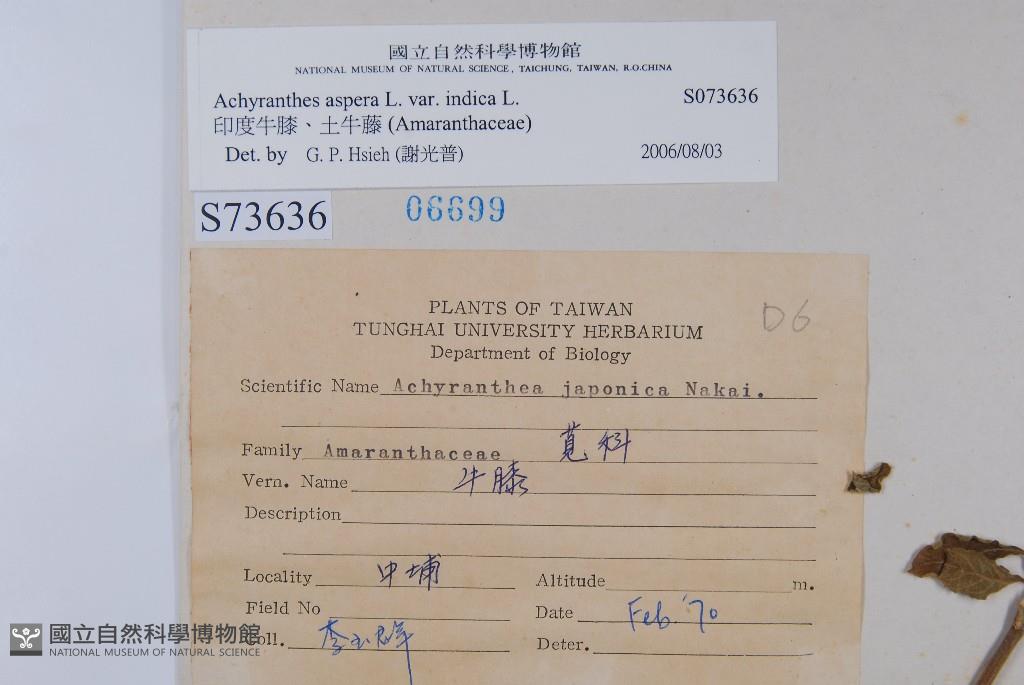 國立自然科學博物館
NATIONAL MUSEUM OF NATURAL SCIENCE, TAICHUNG, TAIWAN, R.O.CHINA
Achyranthes aspera L. var. indica L. S073636
印度牛膝、土牛藤 (Amaranthaceae)
Det. by G. P. Hsieh (謝光普) 2006/08/03
S73636 06699
PLANTS OF TAIWAN D6
TUNGHAI UNIVERSITY HERBARIUM
Department of Biology
Scientific Name Achyranthea japonica Nakai.
Family Amaranthaceae 莧科
Vern. Name 牛膝
Description
Locality 中埔 Altitude m.
Field No Date Feb. '70
Coll. 李 Deter.
國立自然科學博物館
NATIONAL MUSEUM OF NATURAL SCIENCE